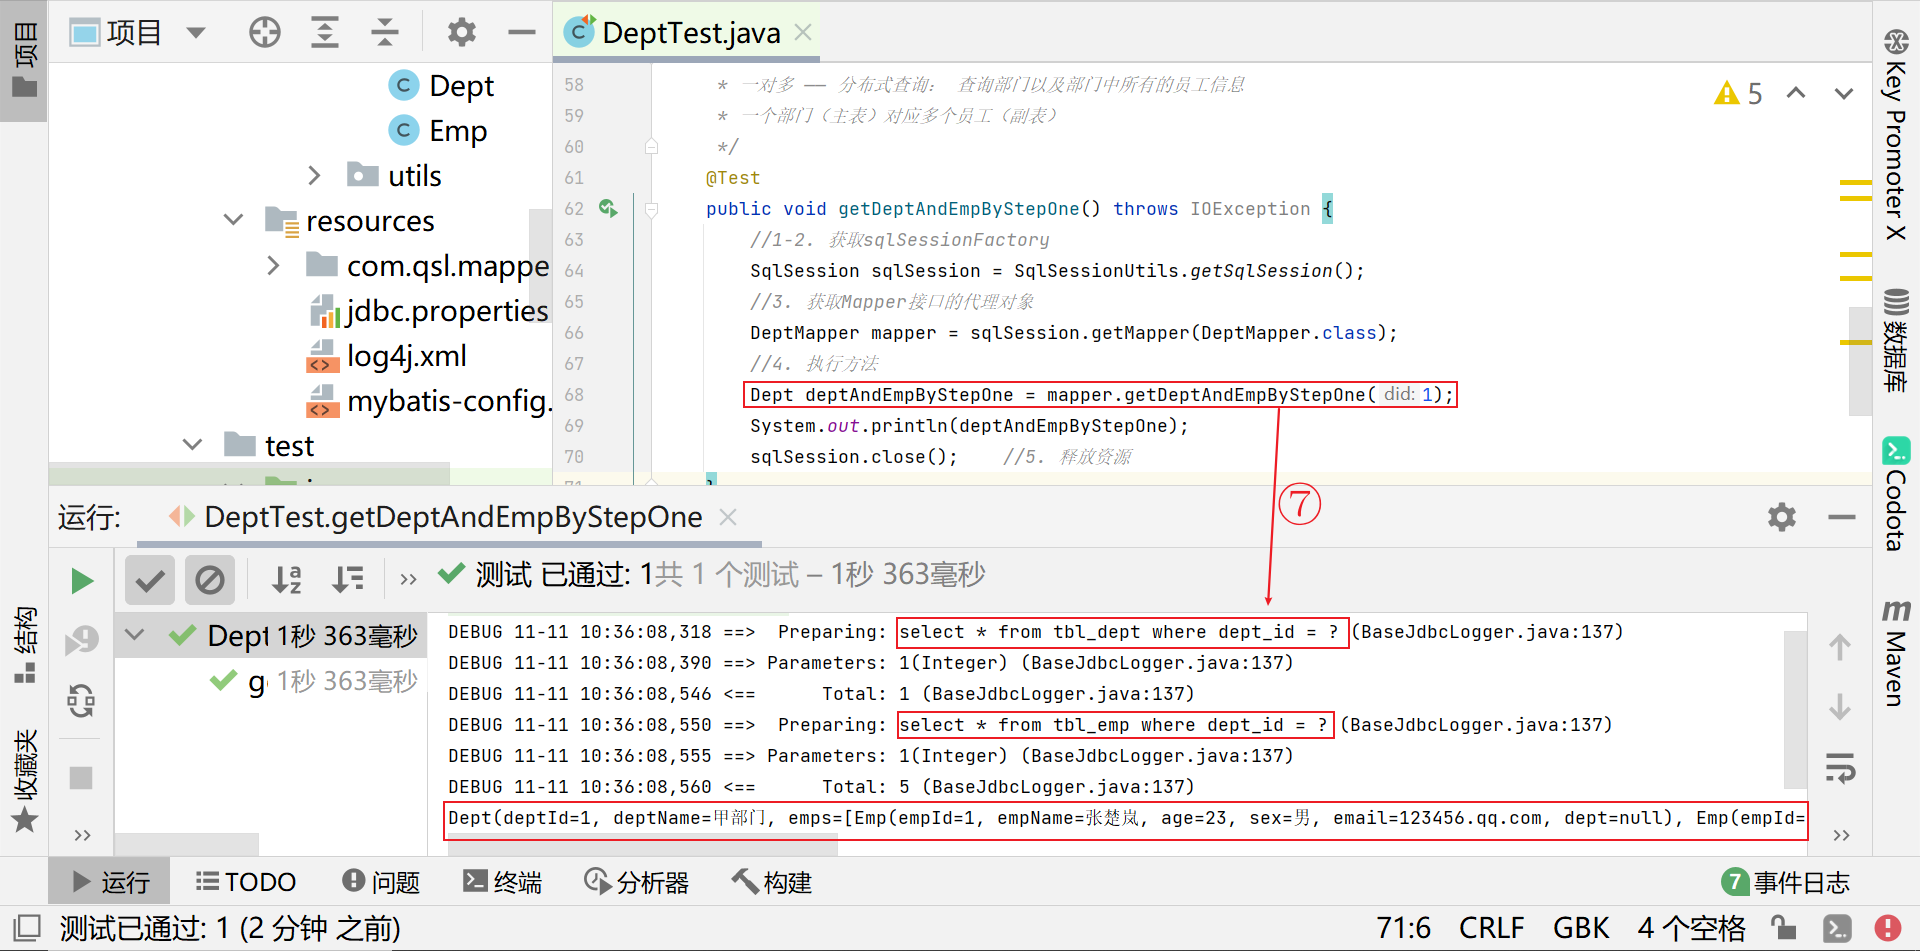 项目
DeptTest.java
项目
Dept
Emp
utils
resources
com.qsl.mappe
jdbc.properties
log4j.xml
mybatis-config.
test
58 * 一对多 —— 分布式查询： 查询部门以及部门中所有的员工信息
59 * 一个部门（主表）对应多个员工（副表）
60 */
61 @Test
62 public void getDeptAndEmpByStepOne() throws IOException {
63 //1-2. 获取sqlSessionFactory
64 SqlSession sqlSession = SqlSessionUtils.getSqlSession();
65 //3. 获取Mapper接口的代理对象
66 DeptMapper mapper = sqlSession.getMapper(DeptMapper.class);
67 //4. 执行方法
68 Dept deptAndEmpByStepOne = mapper.getDeptAndEmpByStepOne( did: 1);
69 System.out.println(deptAndEmpByStepOne);
70 sqlSession.close(); //5. 释放资源
71 }
5
Key Promoter X
数据库
Codota
Maven
⑦
运行: DeptTest.getDeptAndEmpByStepOne
测试 已通过: 1共 1 个测试 – 1秒 363毫秒
Dept 1秒 363毫秒
ge 1秒 363毫秒
结构
收藏夹
DEBUG 11-11 10:36:08,318 ==>  Preparing: select * from tbl_dept where dept_id = ? (BaseJdbcLogger.java:137)
DEBUG 11-11 10:36:08,390 ==> Parameters: 1(Integer) (BaseJdbcLogger.java:137)
DEBUG 11-11 10:36:08,546 <==      Total: 1 (BaseJdbcLogger.java:137)
DEBUG 11-11 10:36:08,550 ==>  Preparing: select * from tbl_emp where dept_id = ? (BaseJdbcLogger.java:137)
DEBUG 11-11 10:36:08,555 ==> Parameters: 1(Integer) (BaseJdbcLogger.java:137)
DEBUG 11-11 10:36:08,560 <==      Total: 5 (BaseJdbcLogger.java:137)
Dept(deptId=1, deptName=甲部门, emps=[Emp(empId=1, empName=张楚岚, age=23, sex=男, email=123456.qq.com, dept=null), Emp(empId=
运行 TODO 问题 终端 分析器 构建 7 事件日志
测试已通过: 1 (2 分钟 之前) 71:6 CRLF GBK 4 个空格